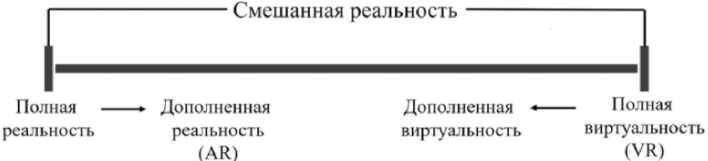 Смешанная реальность
Полная
реальность
Дополненная
реальность
(AR)
Дополненная
виртуальность
Полная
виртуальность
(VR)